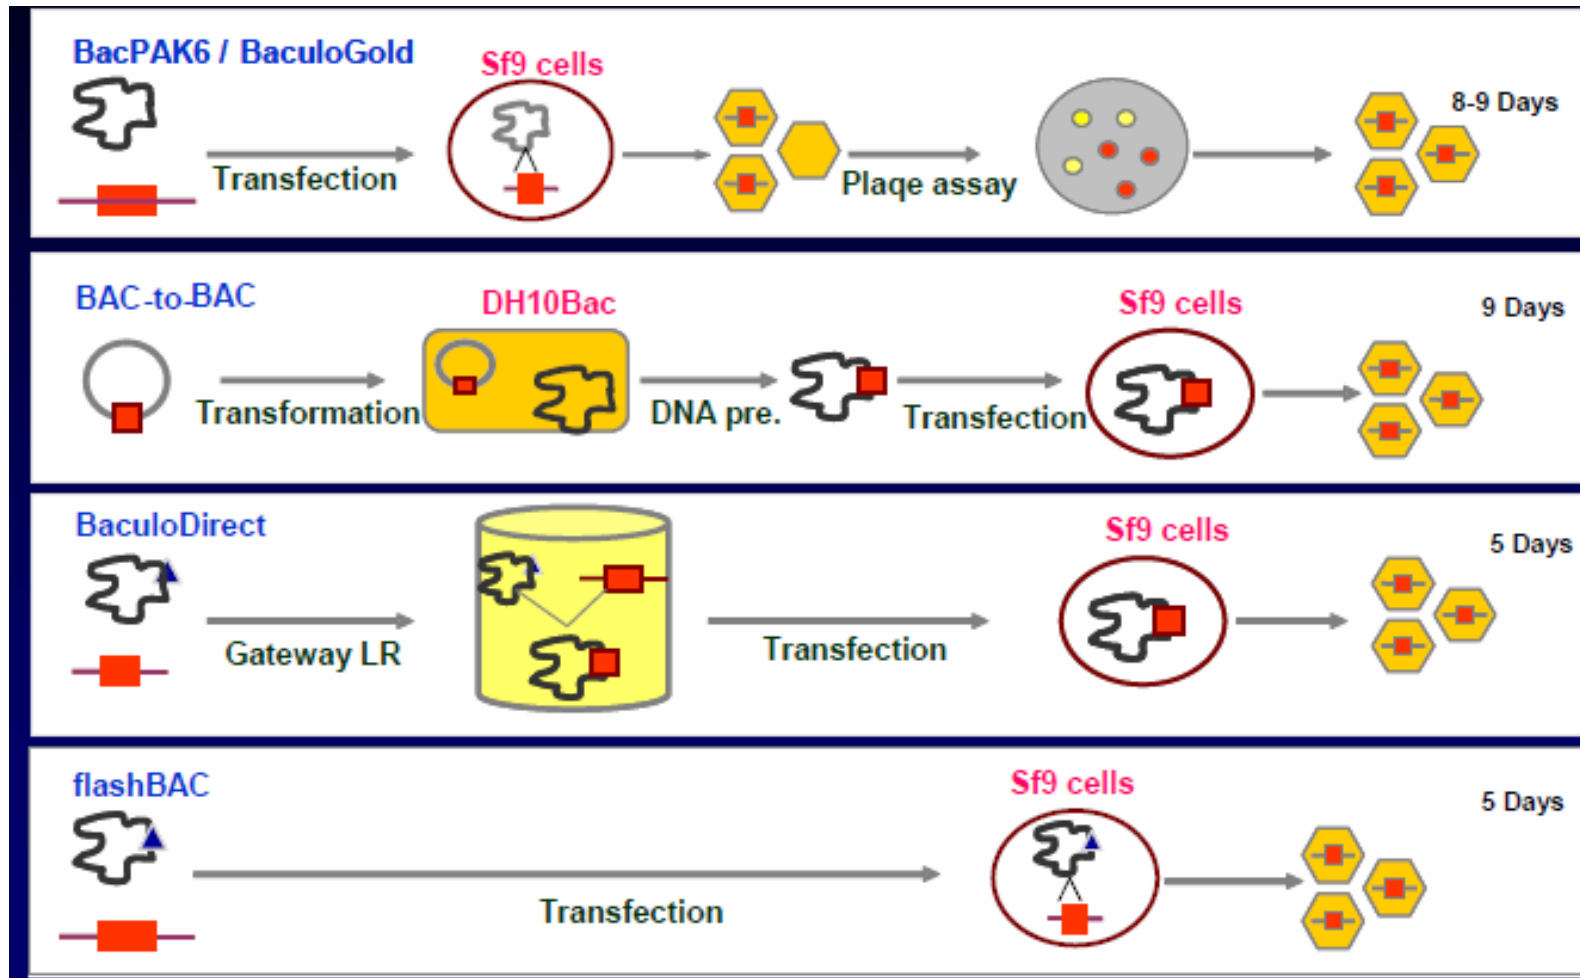 BacPAK6 / BaculoGold
Sf9 cells
8-9 Days
Transfection
Plaqe assay
BAC-to-BAC
DH10Bac
Sf9 cells
9 Days
Transformation
DNA pre.
Transfection
BaculoDirect
Sf9 cells
5 Days
Gateway LR
Transfection
flashBAC
Sf9 cells
5 Days
Transfection